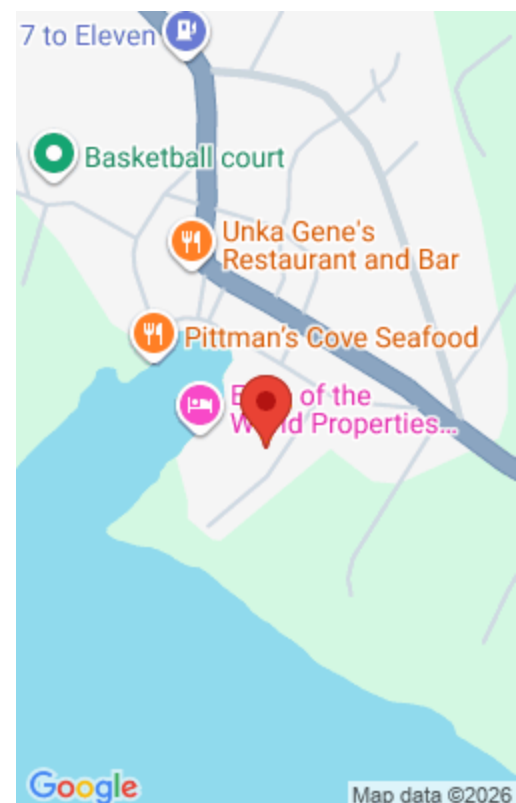 7 to Eleven
Basketball court
Unka Gene's
Restaurant and Bar
Pittman's Cove Seafood
of the
Properties...
Google
Map data ©2026